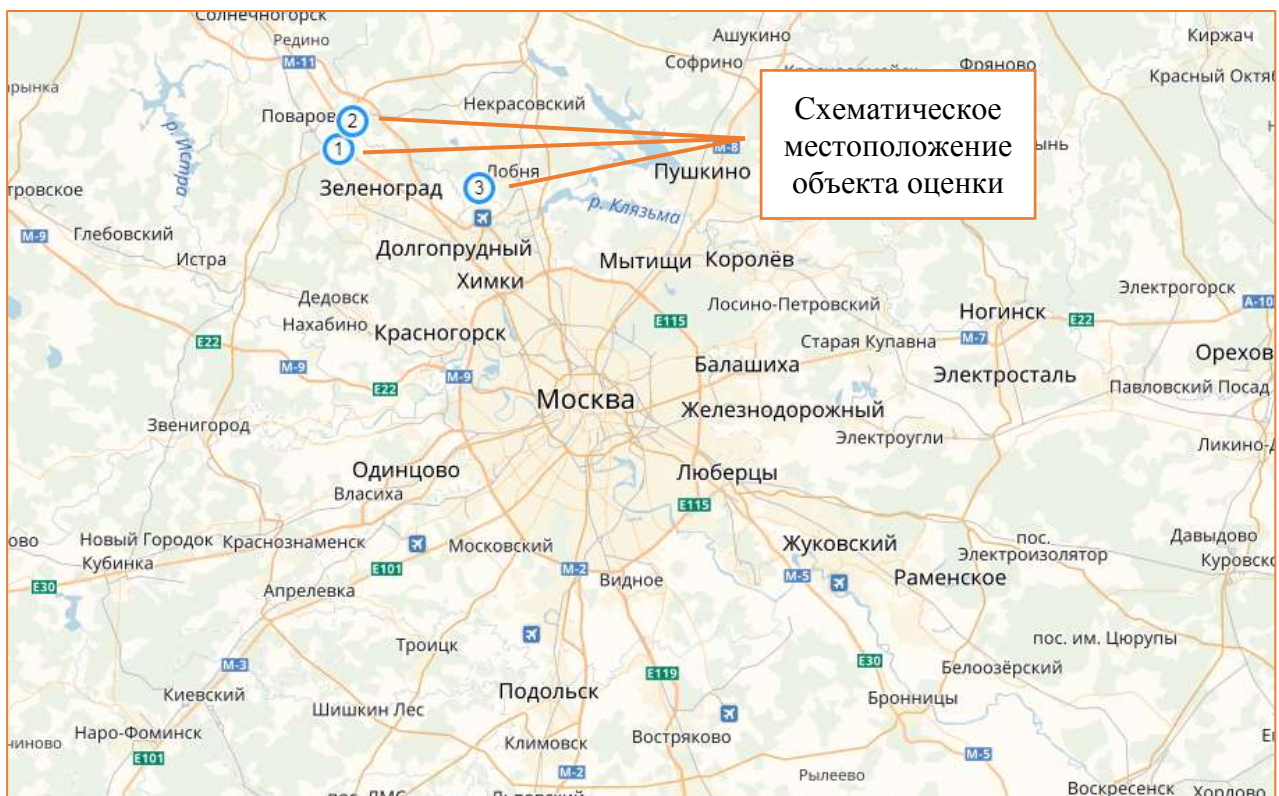 Солнечногорск
Редино
Ашукино
Киржач
М-11
Софрино
Фряново
Красный Октя
арынка
Поваров
2
Некрасовский
Схематическое
местоположение
объекта оценки
р. Истра
1
М-8
ынь
тровское
Зеленоград
3
Лобня
Пушкино
р. Клязьма
М-9
Глебовский
Истра
Долгопрудный
Мытищи
Королёв
Химки
Электрогорск
Дедовск
Лосино-Петровский
А-10
Нахабино
Красногорск
E115
Ногинск
E22
E22
Старая Купавна
М-7
Орехов
М-9
М-9
Балашиха
Электросталь
E22
Москва
Павловский Посад
Железнодорожный
Звенигород
Электроугли
Ликино-Д
Одинцово
Люберцы
Власиха
E115
ово
Новый Городок
Краснознаменск
Московский
Жуковский
пос.
Электроизолятор
Давыдово
Кубинка
E101
М-2
Видное
М-5
Раменское
Куровско
E30
Апрелевка
Троицк
пос. им. Цюрупы
М-3
E119
E30
Белоозёрский
Киевский
Шишкин Лес
Подольск
Бронницы
чиново
Наро-Фоминск
Климовск
Востряково
E101
М-5
М-2
Рылеево
Воскресенск